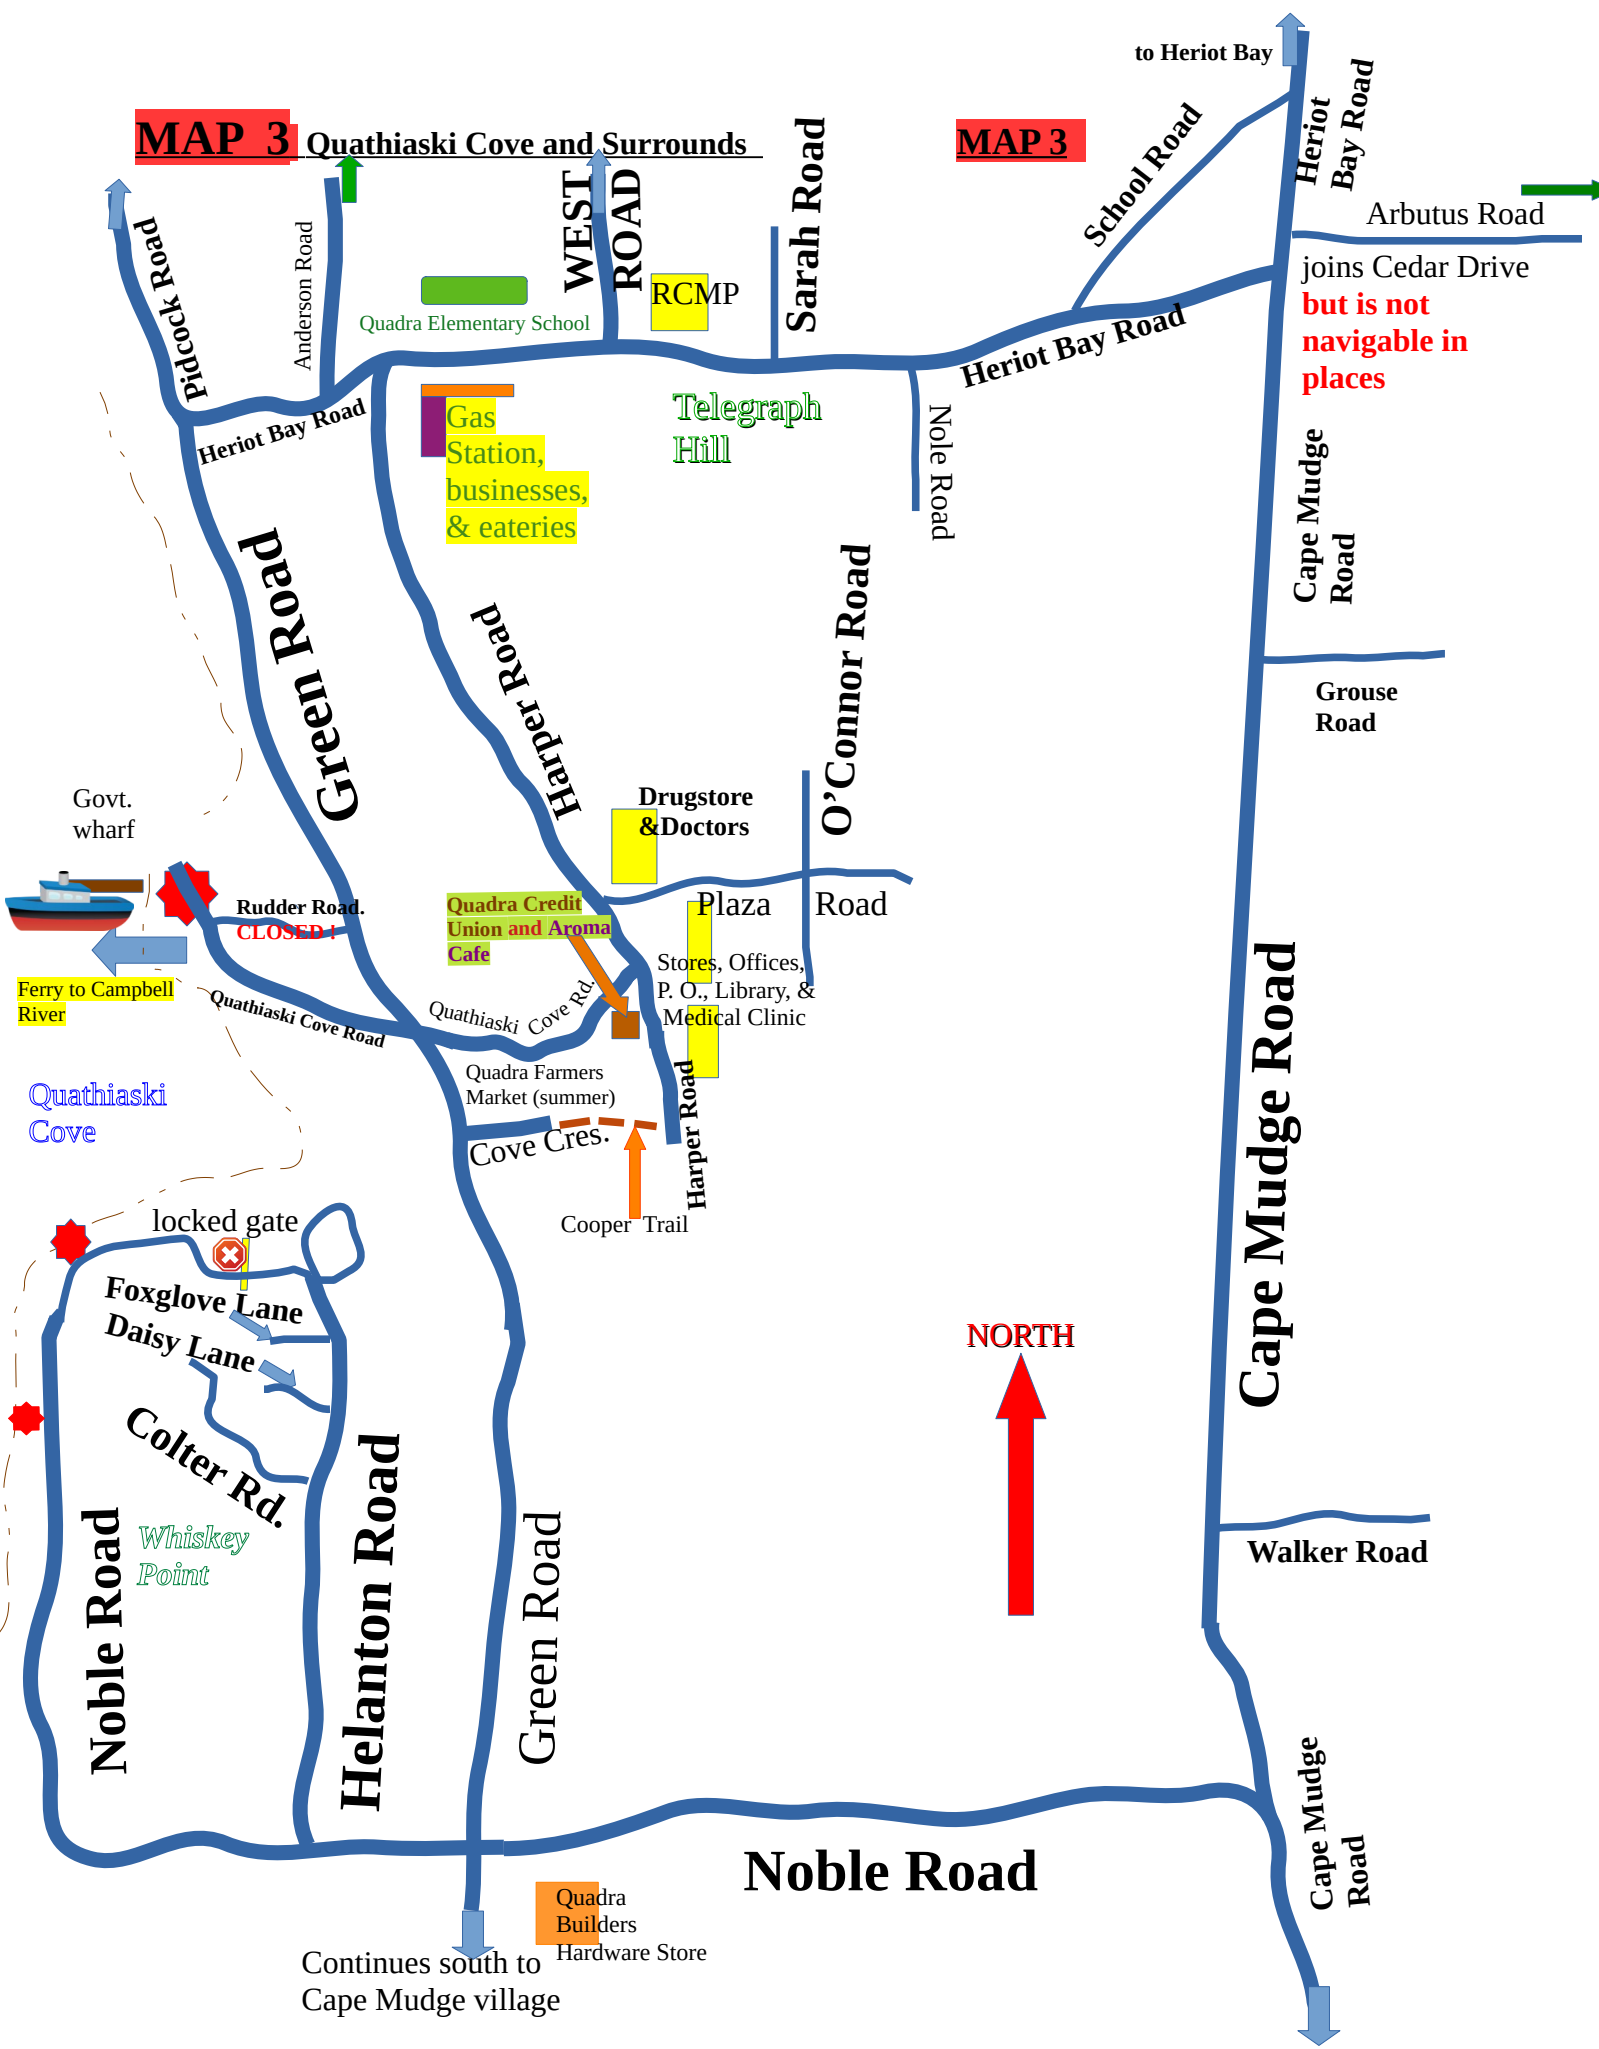 to Heriot Bay
MAP 3 Quathiaski Cove and Surrounds
MAP 3
Heriot
Bay Road
School Road
Sarah Road
WEST
ROAD
Pidcock Road
Anderson Road
Arbutus Road
joins Cedar Drive
but is not
navigable in
places
RCMP
Quadra Elementary School
Heriot Bay Road
Heriot Bay Road
Gas
Station,
businesses,
& eateries
Telegraph
Hill
Nole Road
Cape Mudge
Road
Green Road
Harper Road
O’Connor Road
Grouse
Road
Govt.
wharf
Drugstore
&Doctors
Rudder Road.
CLOSED !
Quadra Credit
Union and Aroma
Cafe
Plaza Road
Stores, Offices,
P. O., Library, &
Medical Clinic
Ferry to Campbell
River
Quathiaski Cove Road
Quathiaski Cove Rd.
Quadra Farmers
Market (summer)
Quathiaski
Cove
Cove Cres.
Harper Road
Cooper Trail
Cape Mudge Road
locked gate
Foxglove Lane
Daisy Lane
NORTH
Colter Rd.
Whiskey
Point
Noble Road
Helanton Road
Green Road
Walker Road
Cape Mudge
Road
Noble Road
Quadra
Builders
Hardware Store
Continues south to
Cape Mudge village